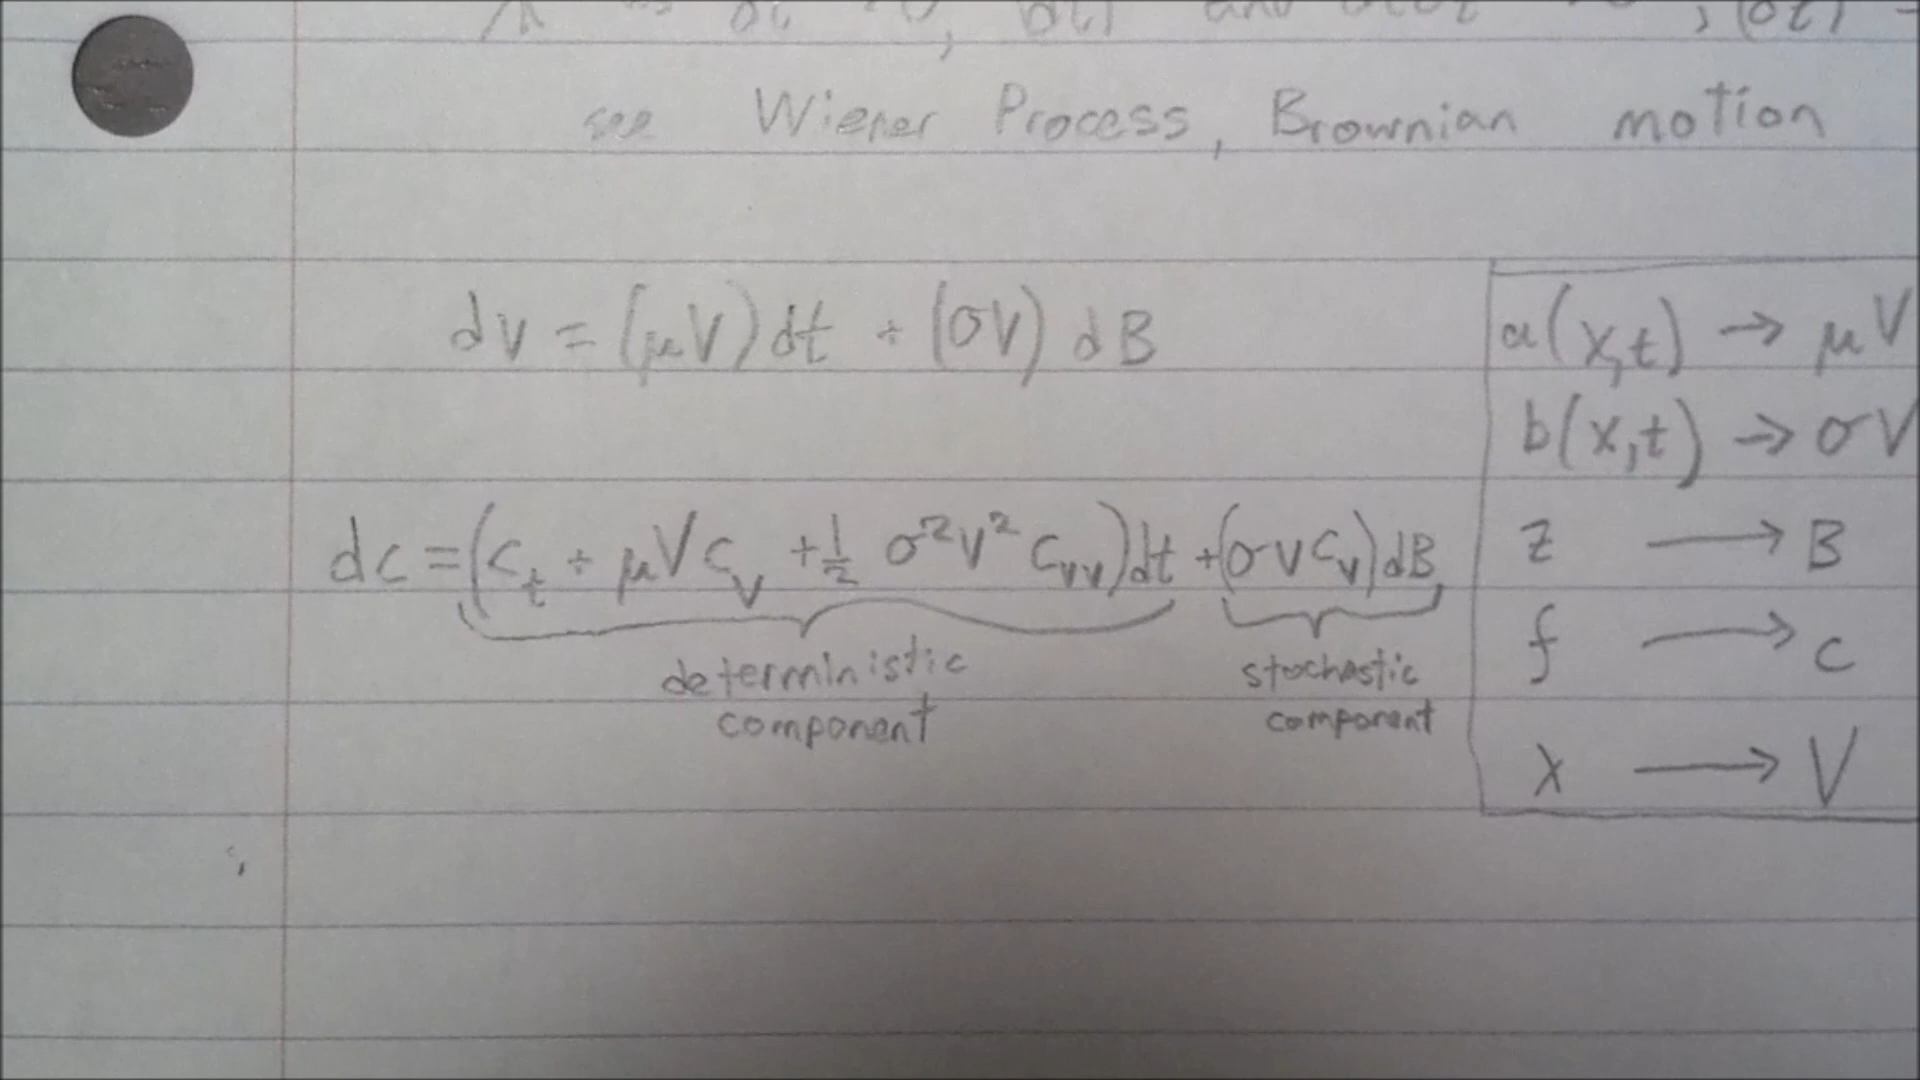 see Wiener Process, Brownian motion
dV = (μV)dt + (σV) dB
dc = (c_t + μVc_V + 1/2 σ²V² c_VV)dt + (σVc_V)dB
deterministic component
stochastic component
a(x,t) → μV
b(x,t) → σV
z → B
f → c
x → V